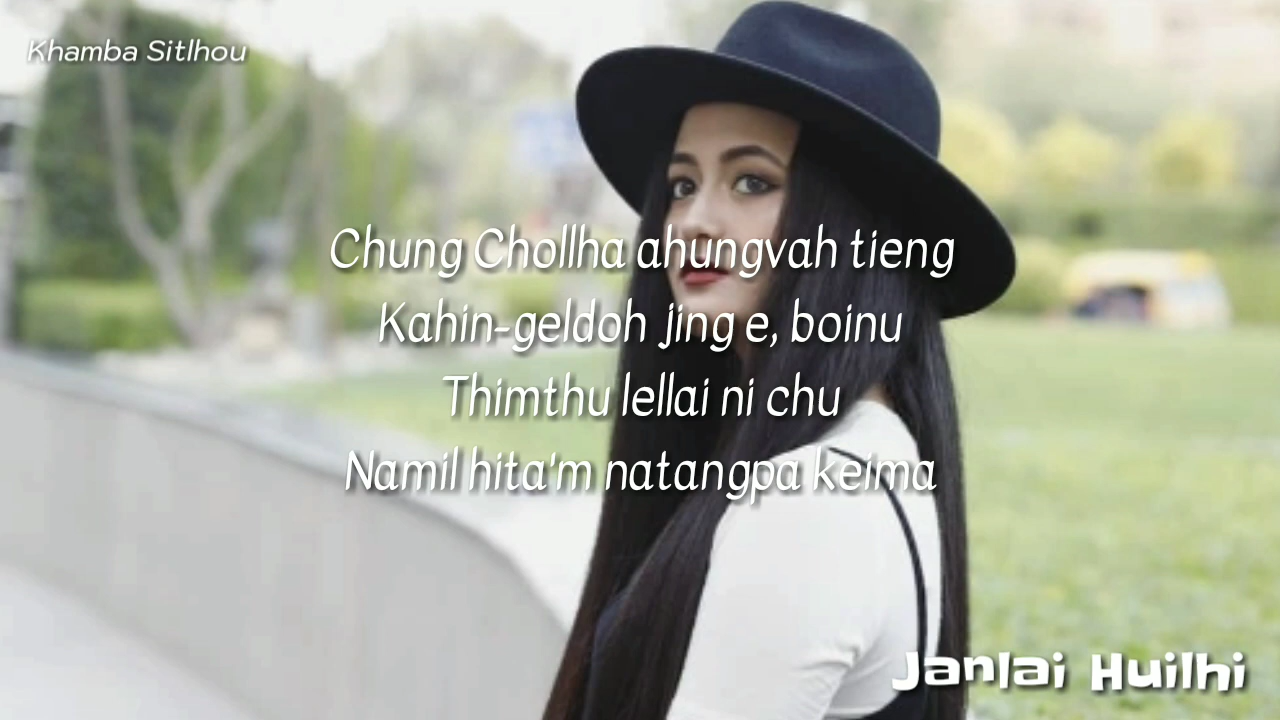 Khamba Sitlhou
Chung Chollha ahungvah tieng
Kahin-geldoh jing e, boinu
Thimthu lellai ni chu
Namil hita'm natangpa keima
Janlai Huilhi